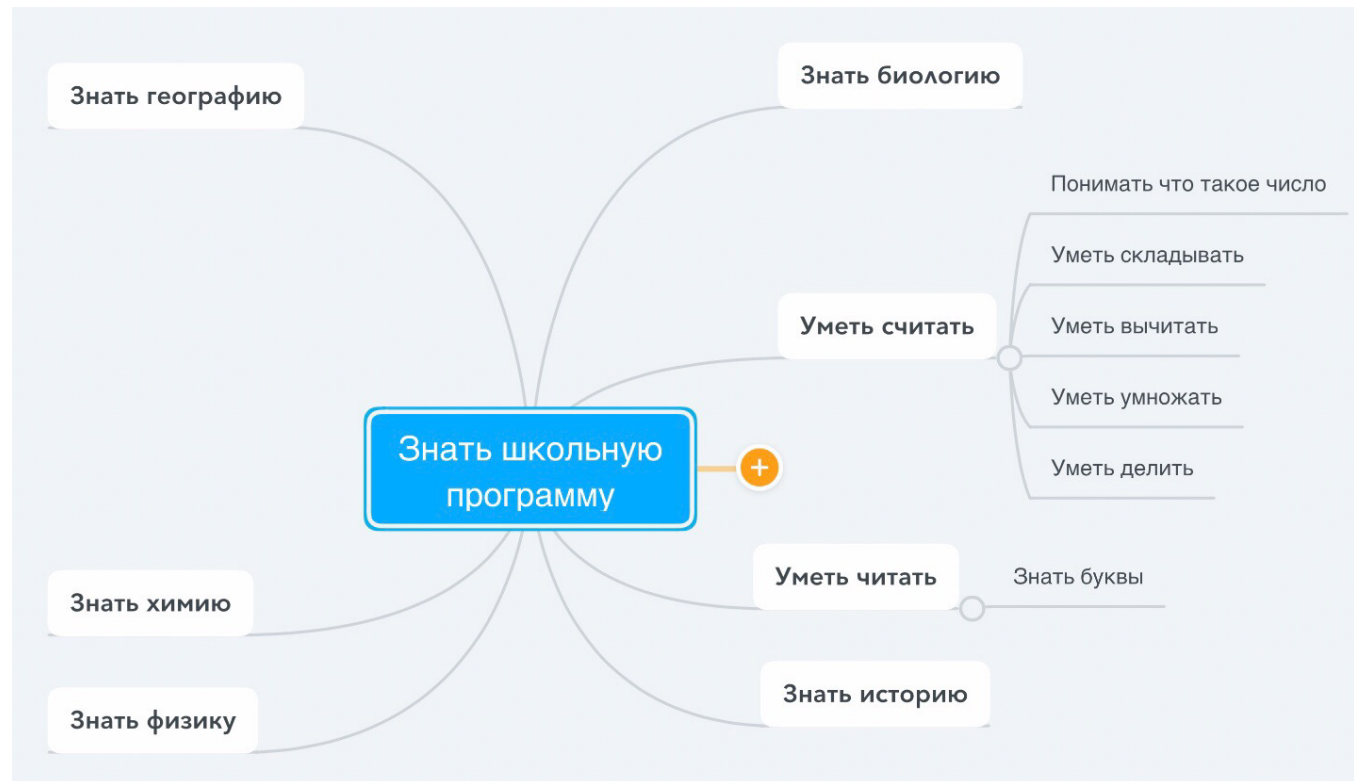 Знать географию
Знать биологию
Понимать что такое число
Уметь складывать
Уметь считать
Уметь вычитать
Уметь умножать
Уметь делить
Знать школьную
программу
+
Уметь читать
Знать буквы
Знать химию
Знать историю
Знать физику